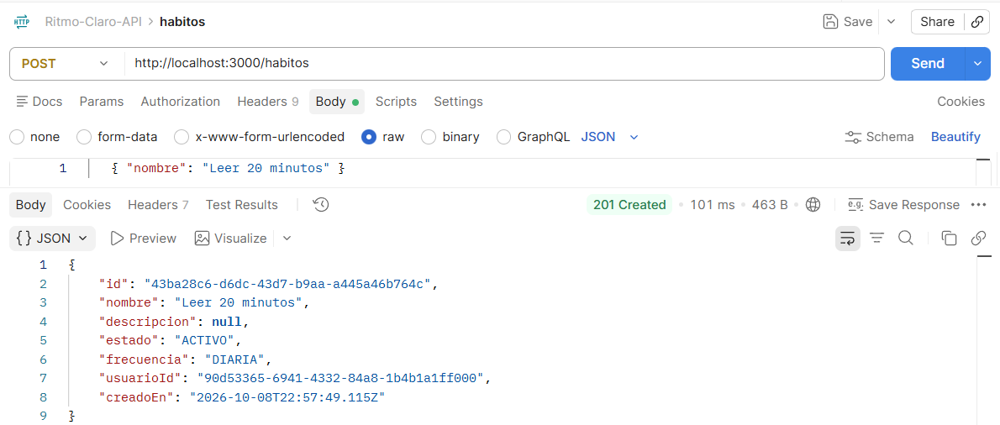 HTTP Ritmo-Claro-API > habitos Save Share
POST http://localhost:3000/habitos Send
Docs Params Authorization Headers 9 Body Scripts Settings Cookies
none form-data x-www-form-urlencoded raw binary GraphQL JSON Schema Beautify
1 { "nombre": "Leer 20 minutos" }
Body Cookies Headers 7 Test Results 201 Created • 101 ms • 463 B • e.g. Save Response
{} JSON Preview Visualize
1 {
2 "id": "43ba28c6-d6dc-43d7-b9aa-a445a46b764c",
3 "nombre": "Leer 20 minutos",
4 "descripcion": null,
5 "estado": "ACTIVO",
6 "frecuencia": "DIARIA",
7 "usuarioId": "90d53365-6941-4332-84a8-1b4b1a1ff000",
8 "creadoEn": "2026-10-08T22:57:49.115Z"
9 }